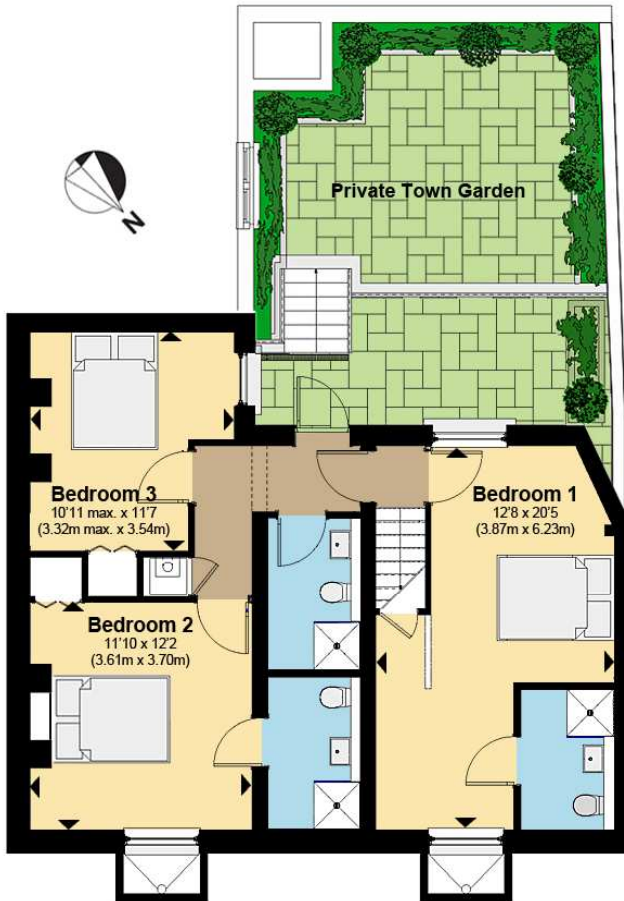 Private Town Garden
N
Bedroom 3
10'11 max. x 11'7
(3.32m max. x 3.54m)
Bedroom 1
12'8 x 20'5
(3.87m x 6.23m)
Bedroom 2
11'10 x 12'2
(3.61m x 3.70m)